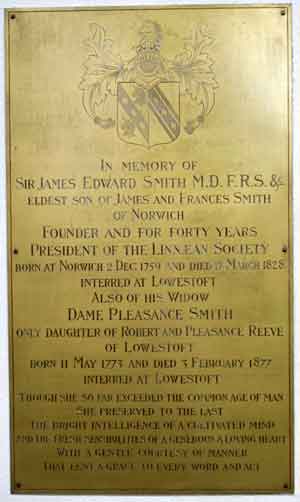 In memory of
Sir James Edward Smith M.D. F.R.S. &c
eldest son of James and Frances Smith
of Norwich
Founder and for forty years
President of the Linnæan Society
born at Norwich 2 Dec 1759 and died 17 March 1828
interred at Lowestoft
Also of his Widow
Dame Pleasance Smith
only daughter of Robert and Pleasance Reeve
of Lowestoft
born 11 May 1773 and died 3 February 1877
interred at Lowestoft
Though she so far exceeded the common age of man
She preserved to the last
The bright intelligence of a cultivated mind
and the fresh sensibilities of a generous & loving heart
With a gentle courtesy of manner
That lent a grace to every word and act